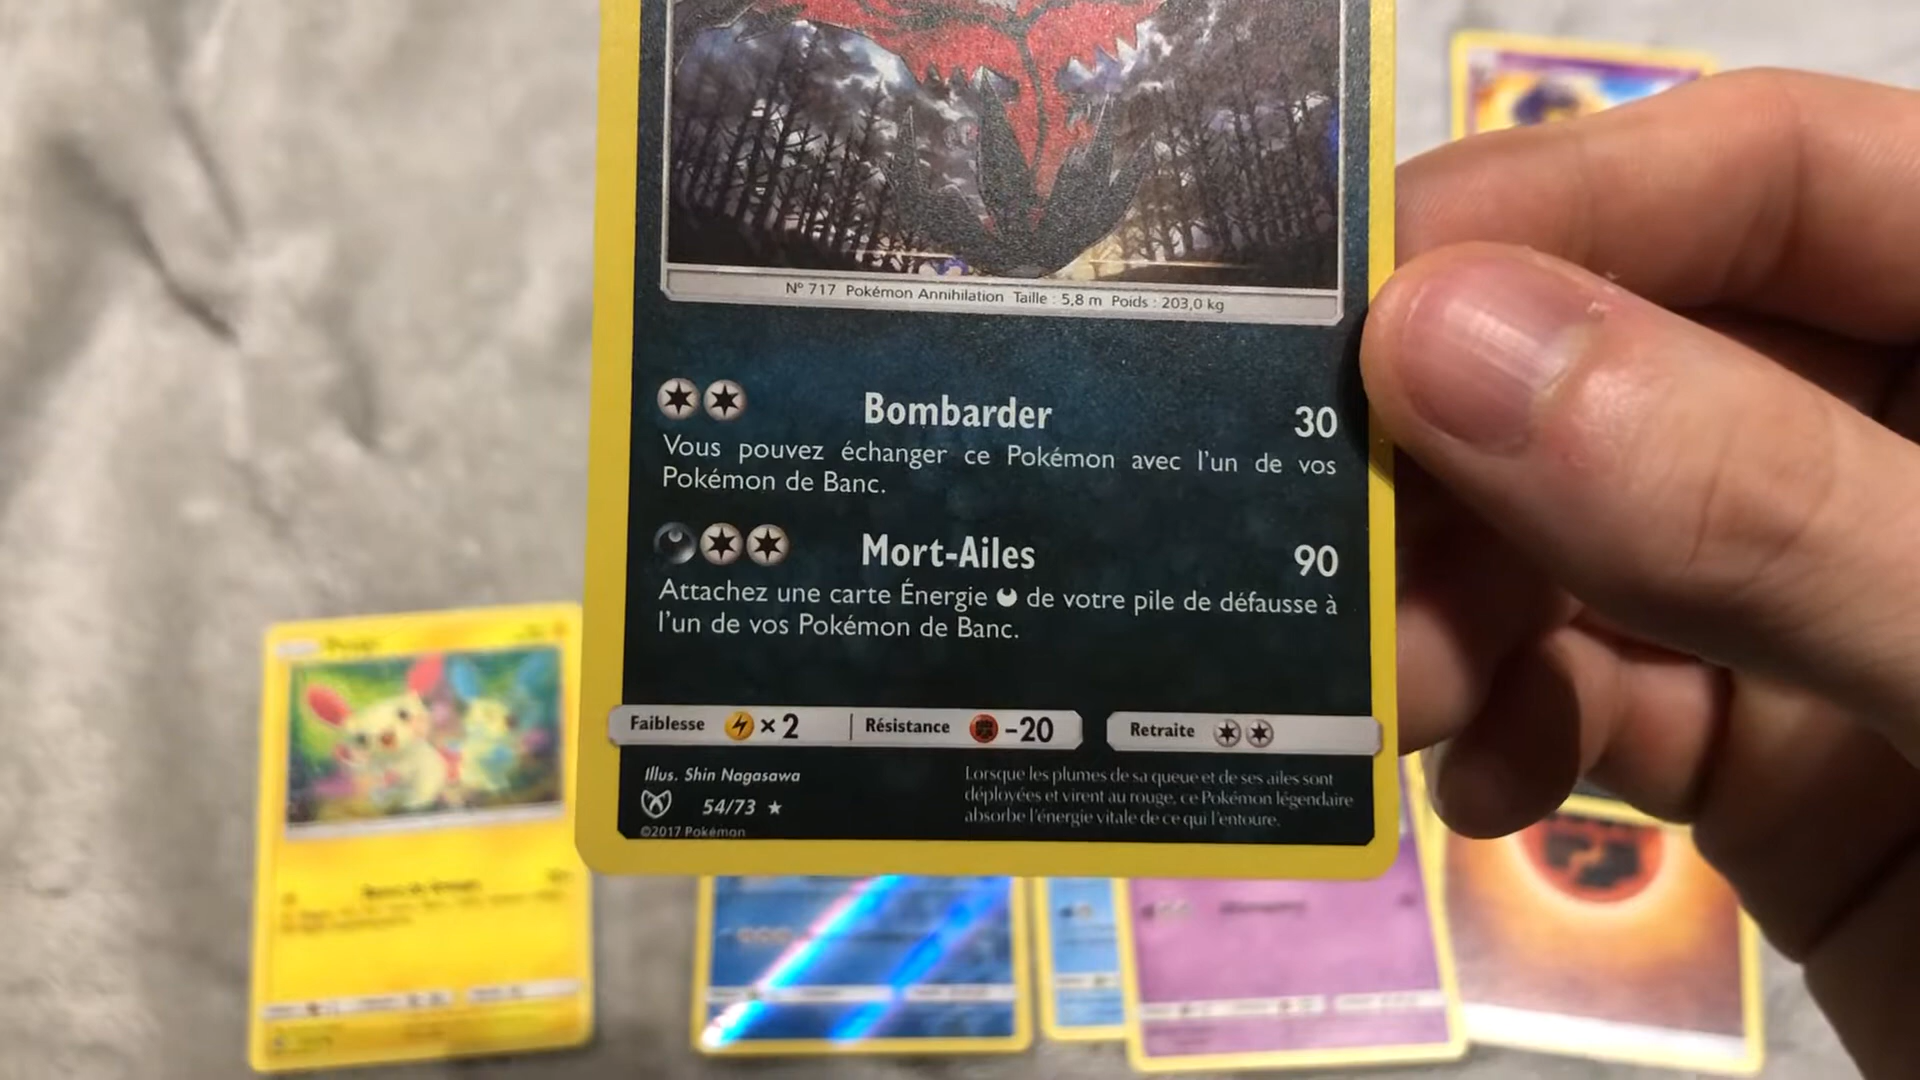 N° 717 Pokémon Annihilation Taille : 5,8 m Poids : 203,0 kg
Bombarder 30
Vous pouvez échanger ce Pokémon avec l'un de vos
Pokémon de Banc.
Mort-Ailes 90
Attachez une carte Énergie de votre pile de défausse à
l'un de vos Pokémon de Banc.
Faiblesse ×2 Résistance -20 Retraite
Illus. Shin Nagasawa
54/73 ★
©2017 Pokémon
Lorsque les plumes de sa queue et de ses ailes sont
déployées et virent au rouge, ce Pokémon légendaire
absorbe l'énergie vitale de ce qui l'entoure.